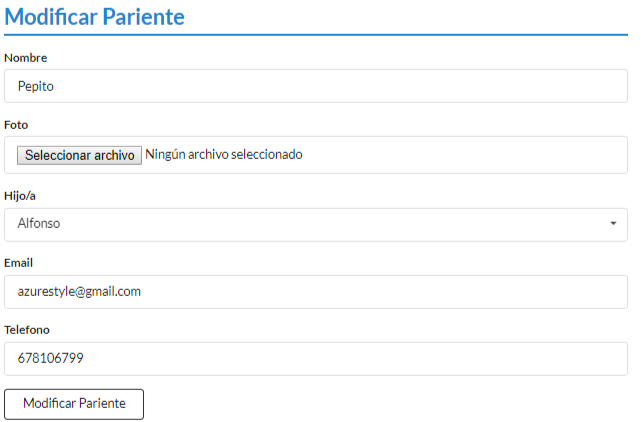 Modificar Pariente
Nombre
Pepito
Foto
Seleccionar archivo Ningún archivo seleccionado
Hijo/a
Alfonso
Email
azurestyle@gmail.com
Telefono
678106799
Modificar Pariente